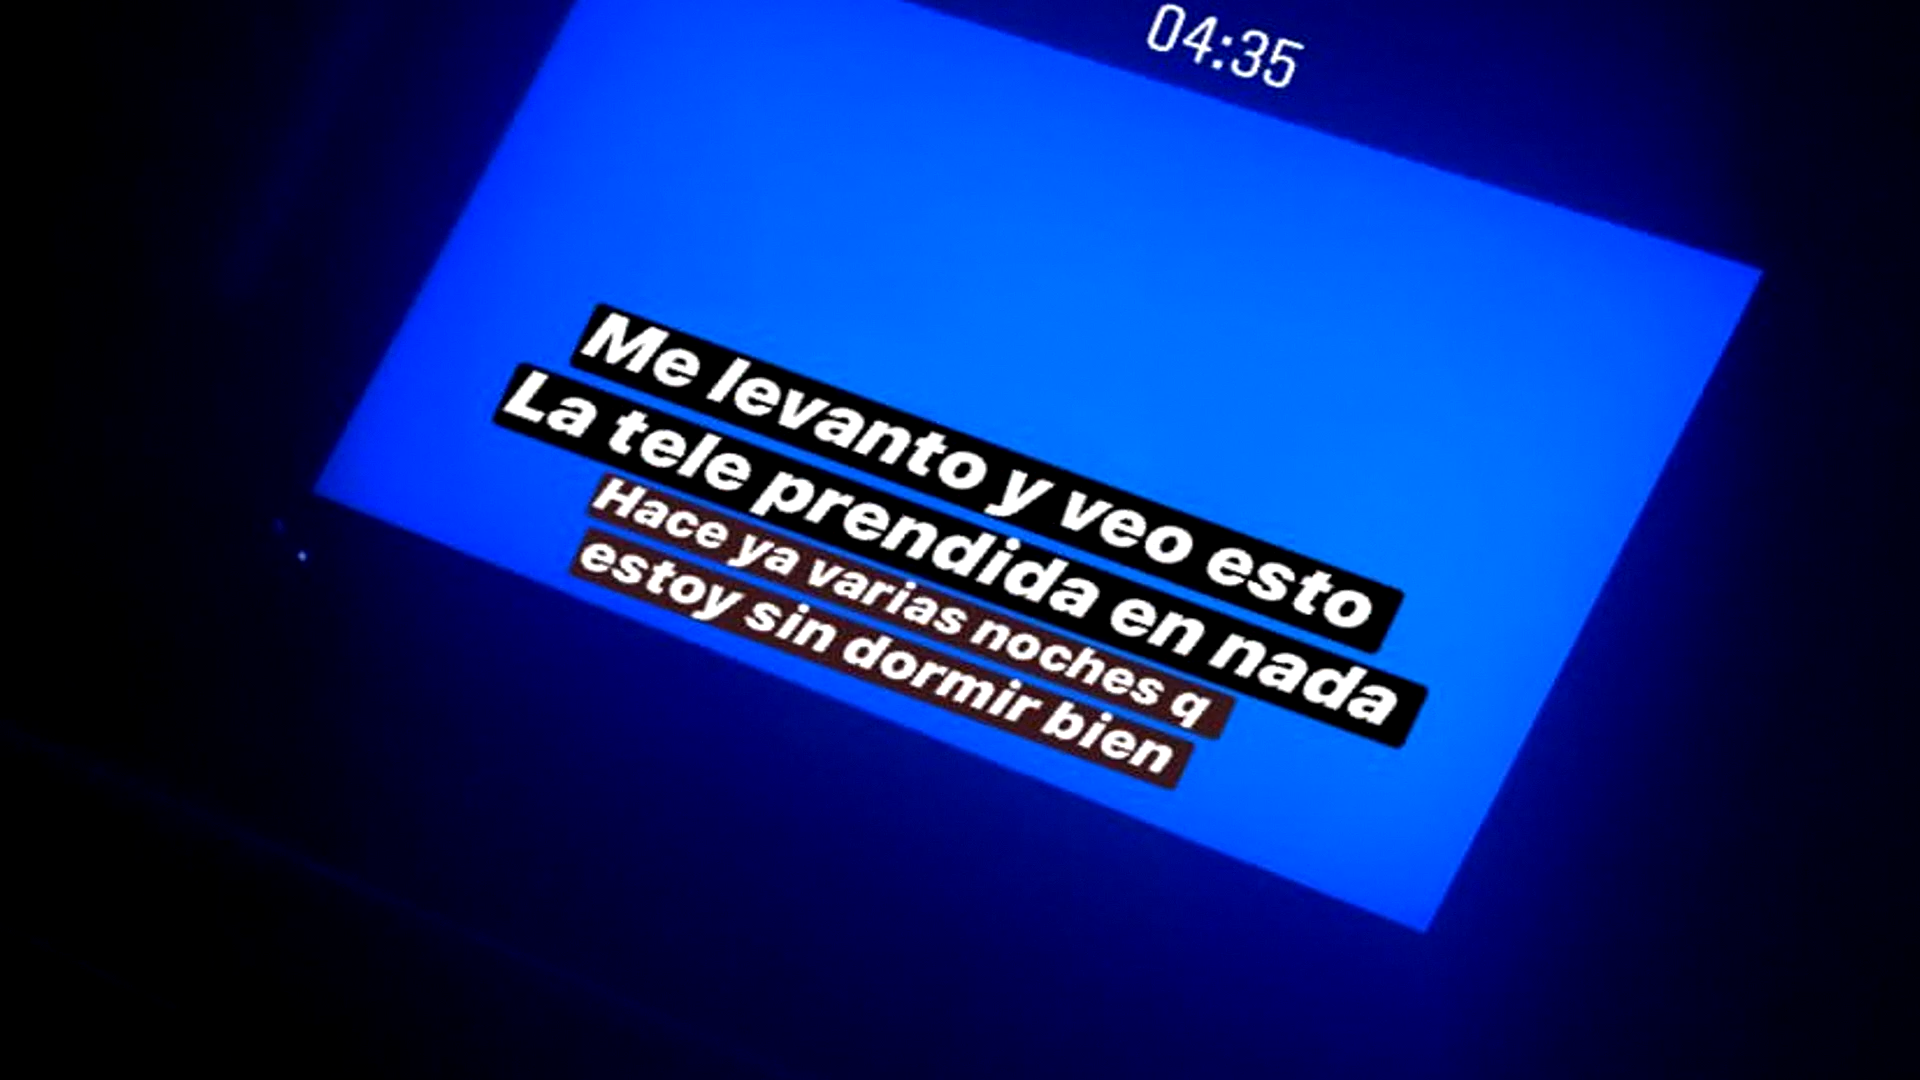 04:35
Me levanto y veo esto
La tele prendida en nada
Hace ya varias noches q
estoy sin dormir bien